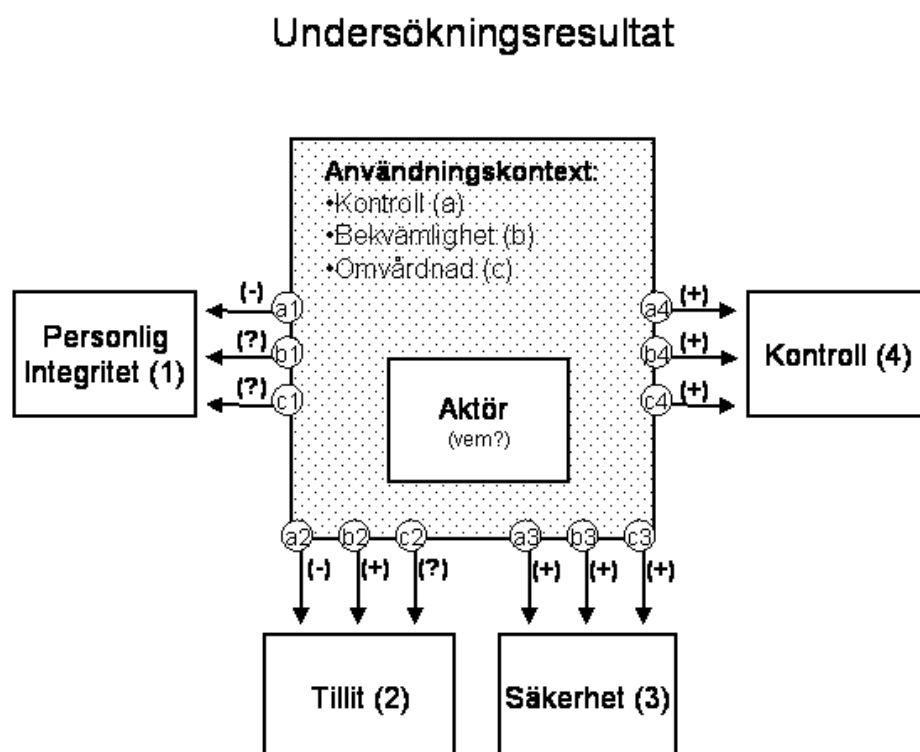 Undersökningsresultat
Användningskontext:
•Kontroll (a)
•Bekvämlighet (b)
•Omvårdnad (c)
(-)
a1
(?)
b1
(?)
c1
Personlig
Integritet (1)
a4
(+)
b4
(+)
c4
(+)
Kontroll (4)
Aktör
(vem?)
a2
b2
c2
a3
b3
c3
(-)
(+)
(?)
(+)
(+)
(+)
Tillit (2)
Säkerhet (3)